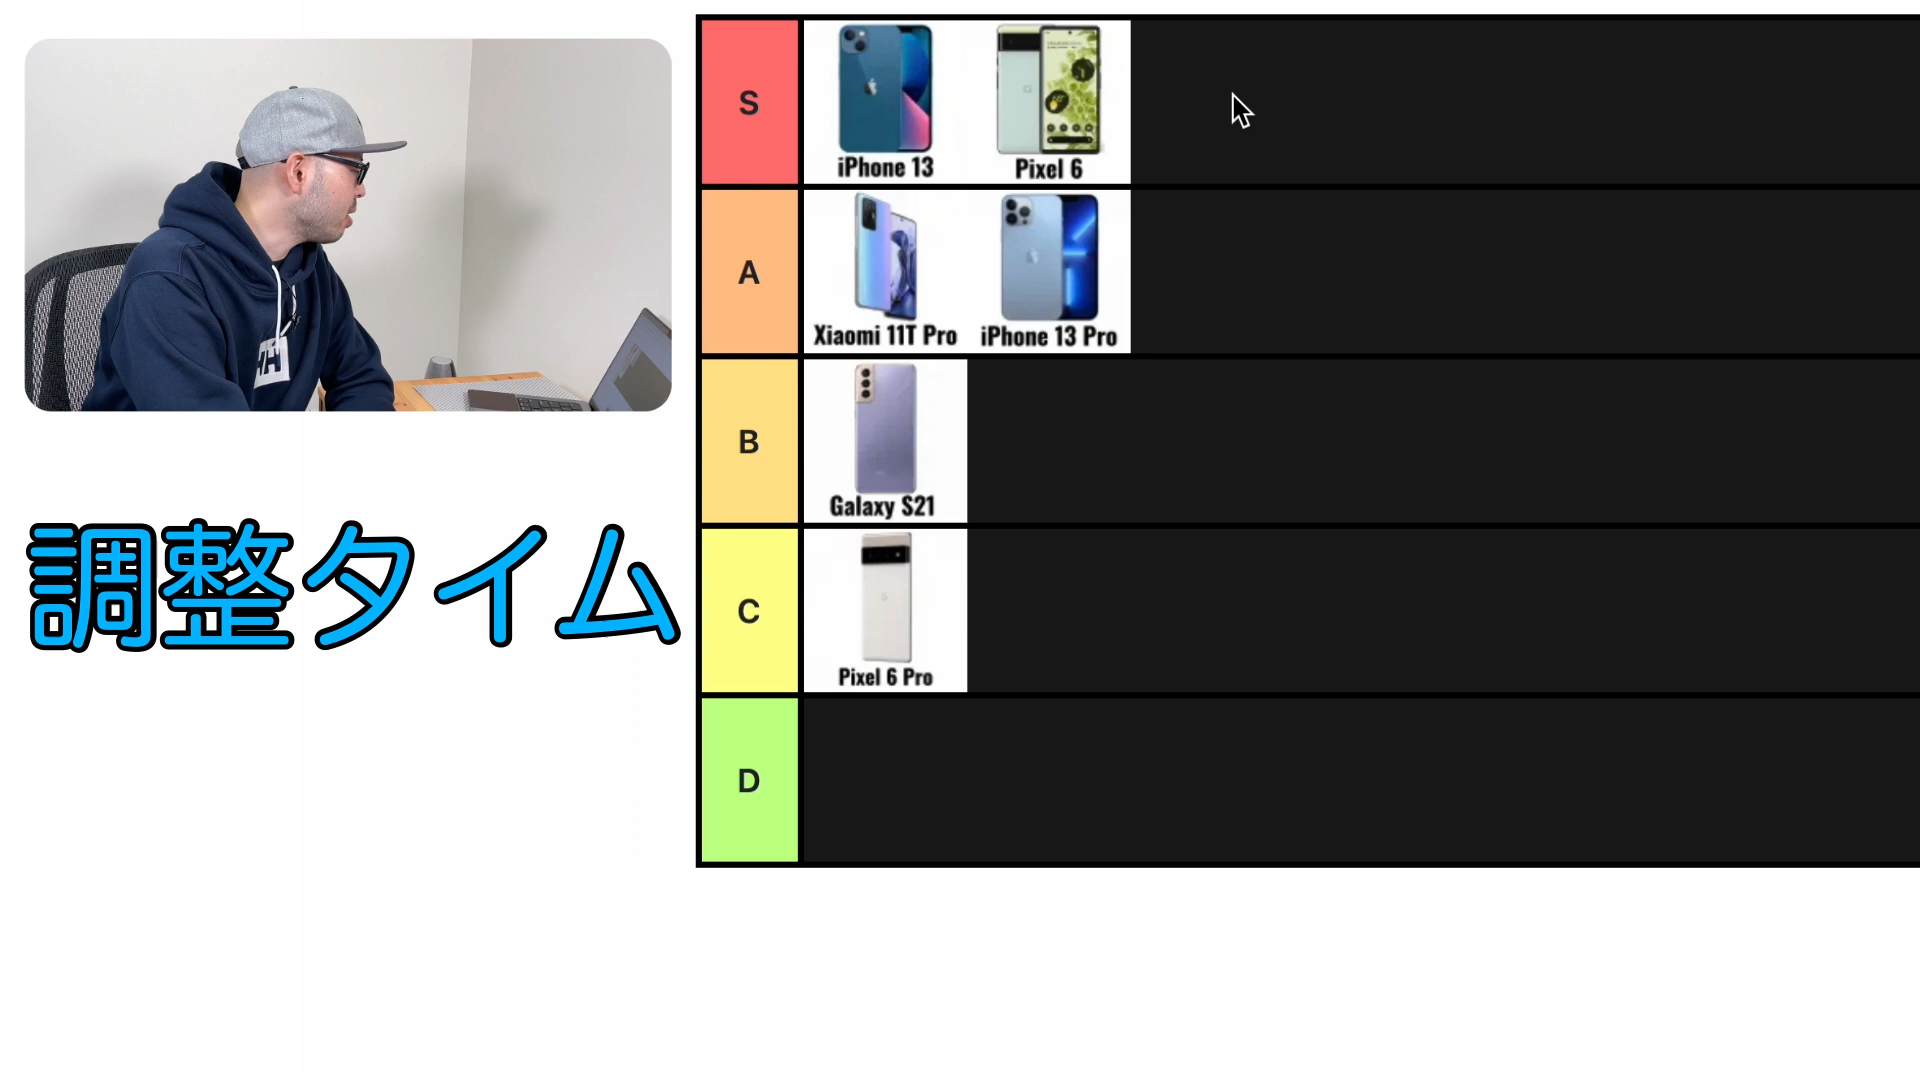 調整タイム
S
iPhone 13
Pixel 6
A
Xiaomi 11T Pro
iPhone 13 Pro
B
Galaxy S21
C
Pixel 6 Pro
D
HH